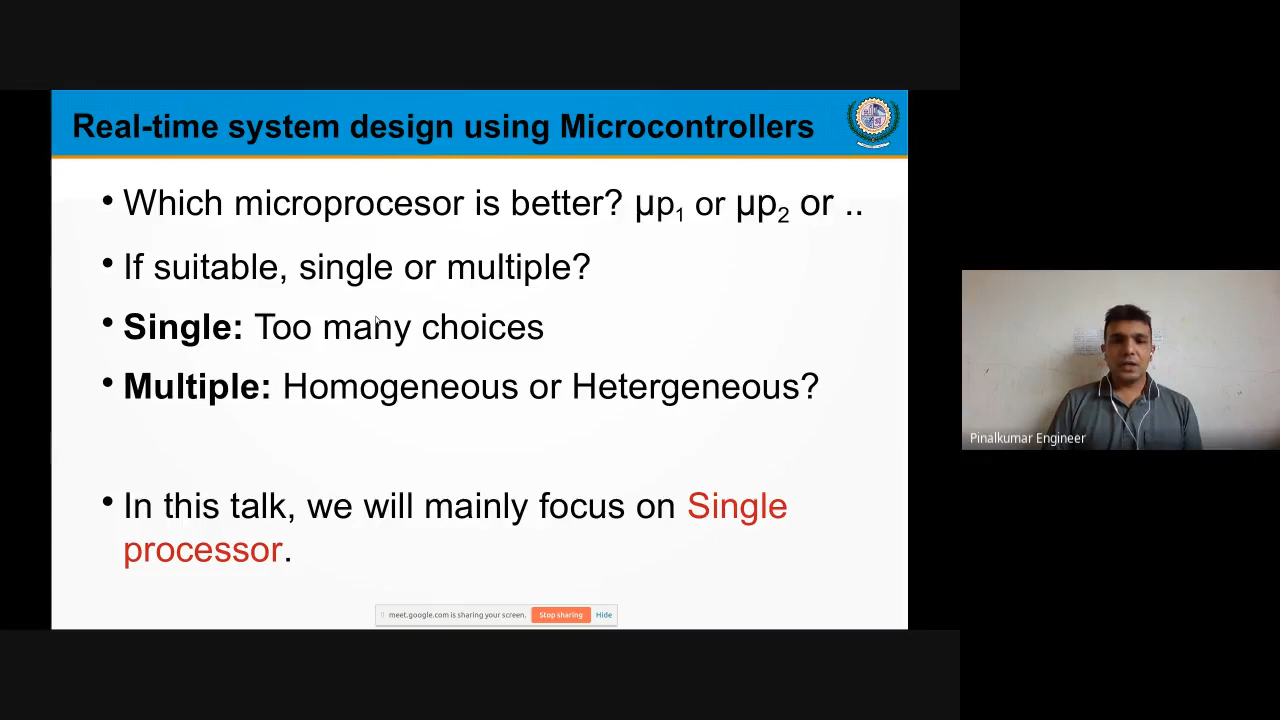 Real-time system design using Microcontrollers
• Which microprocesor is better? µp₁ or µp₂ or ..
• If suitable, single or multiple?
• Single: Too many choices
• Multiple: Homogeneous or Hetergeneous?
• In this talk, we will mainly focus on Single
processor.
meet.google.com is sharing your screen. Stop sharing Hide
Pinalkumar Engineer